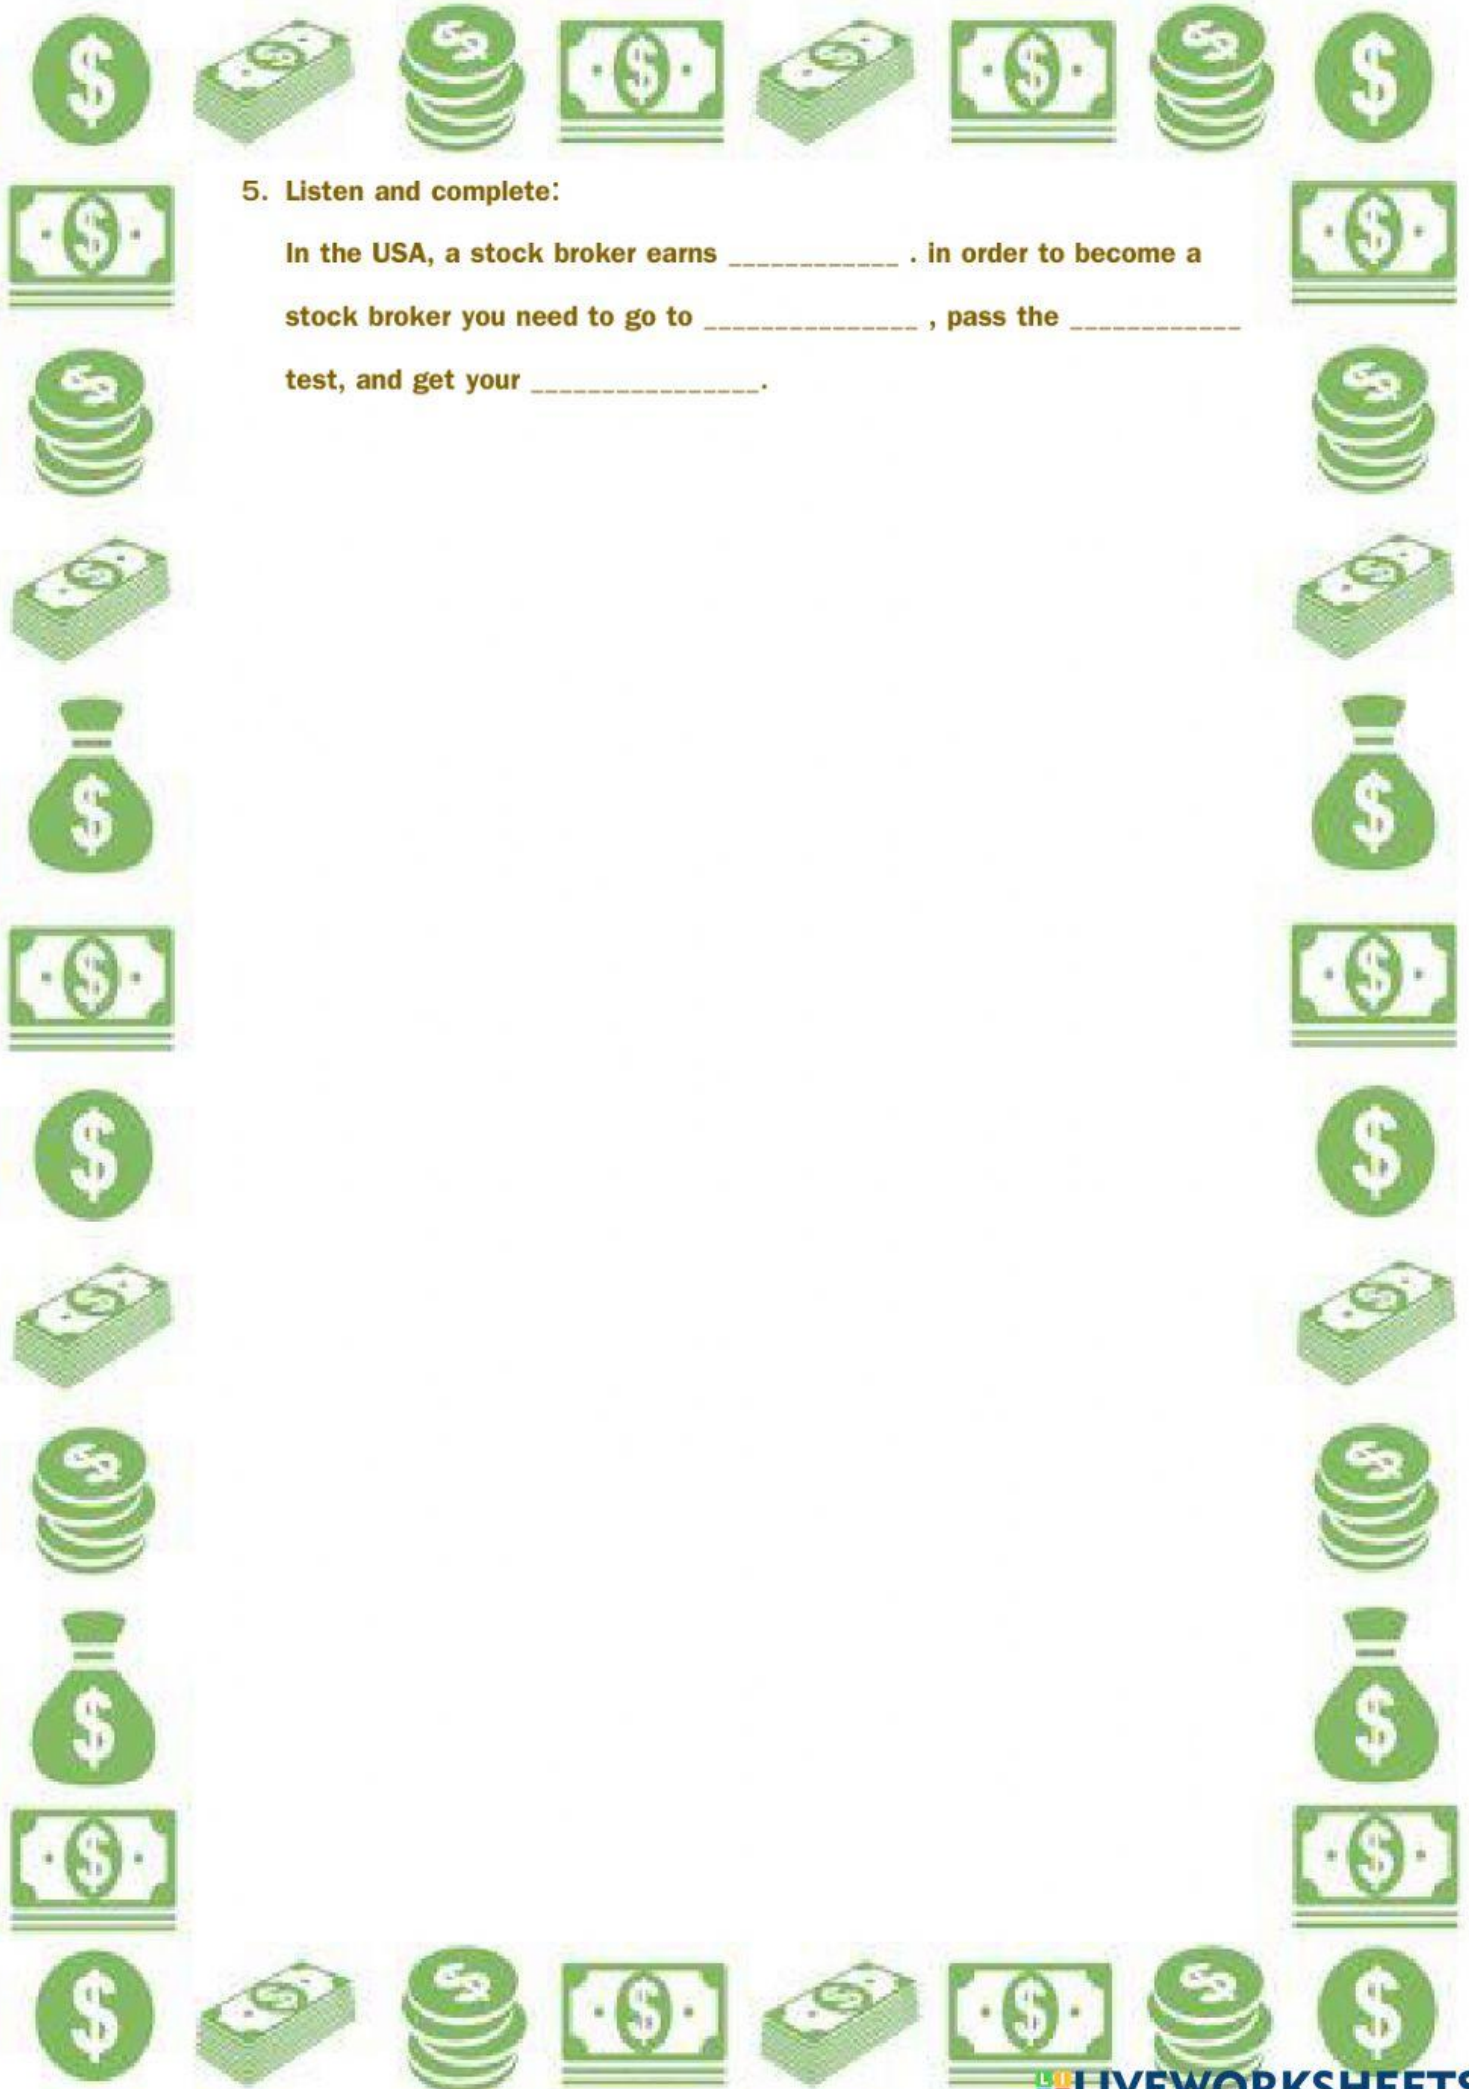 5. Listen and complete:
In the USA, a stock broker earns ____________ . in order to become a
stock broker you need to go to _______________ , pass the ____________
test, and get your ________________.
LIVEWORKSHEETS